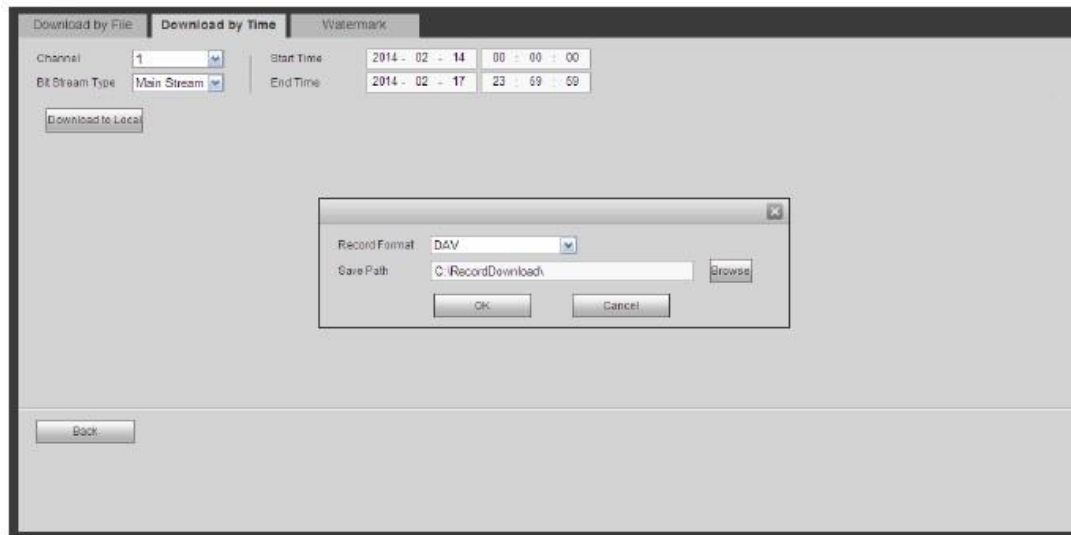 Download by File Download by Time Watermark
Channel 1 Start Time 2014 - 02 - 14 00 : 00 : 00
Bit Stream Type Main Stream End Time 2014 - 02 - 17 23 : 59 : 59
Download to Local
Record Format DAV
Save Path C:\RecordDownload\ Browse
OK Cancel
Back